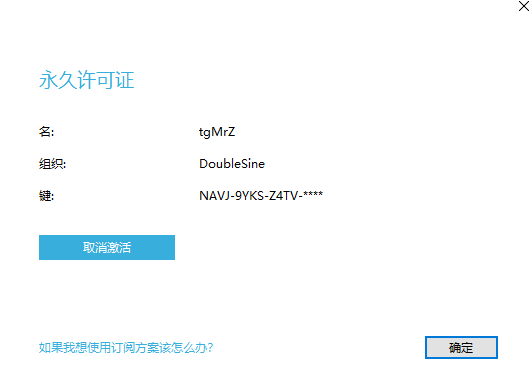 永久许可证
名: tgMrZ
组织: DoubleSine
键: NAVJ-9YKS-Z4TV-****
取消激活
如果我想使用订阅方案该怎么办? 确定